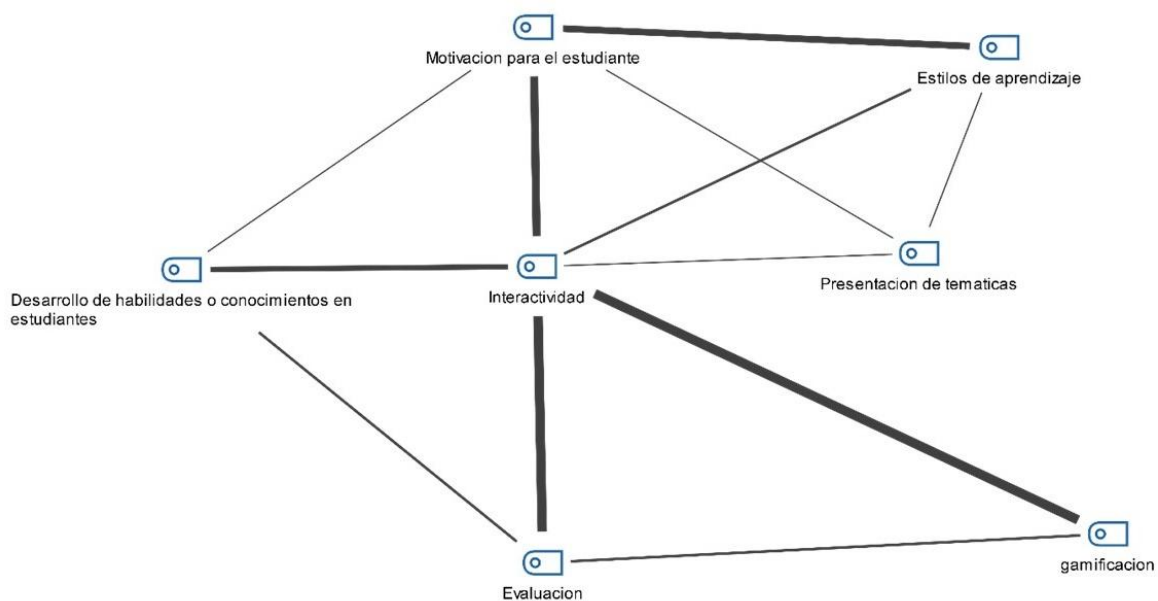 Motivacion para el estudiante
Estilos de aprendizaje
Presentacion de tematicas
Interactividad
Desarrollo de habilidades o conocimientos en
estudiantes
Evaluacion
gamificacion